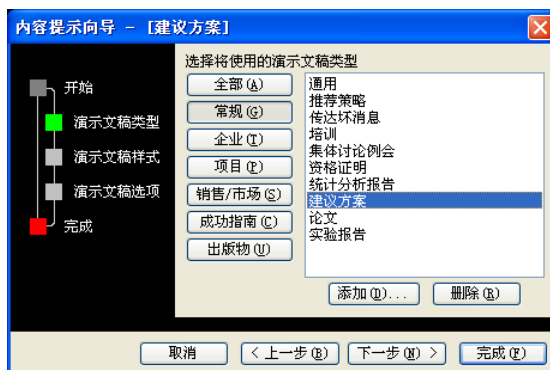 内容提示向导 - [建议方案]
开始
演示文稿类型
演示文稿样式
演示文稿选项
完成
选择将使用的演示文稿类型
全部(A)
常规(G)
企业(T)
项目(P)
销售/市场(S)
成功指南(C)
出版物(U)
通用
推荐策略
传达坏消息
培训
集体讨论例会
资格证明
统计分析报告
建议方案
论文
实验报告
添加(D)...
删除(R)
取消
< 上一步(B)
下一步(N) >
完成(F)